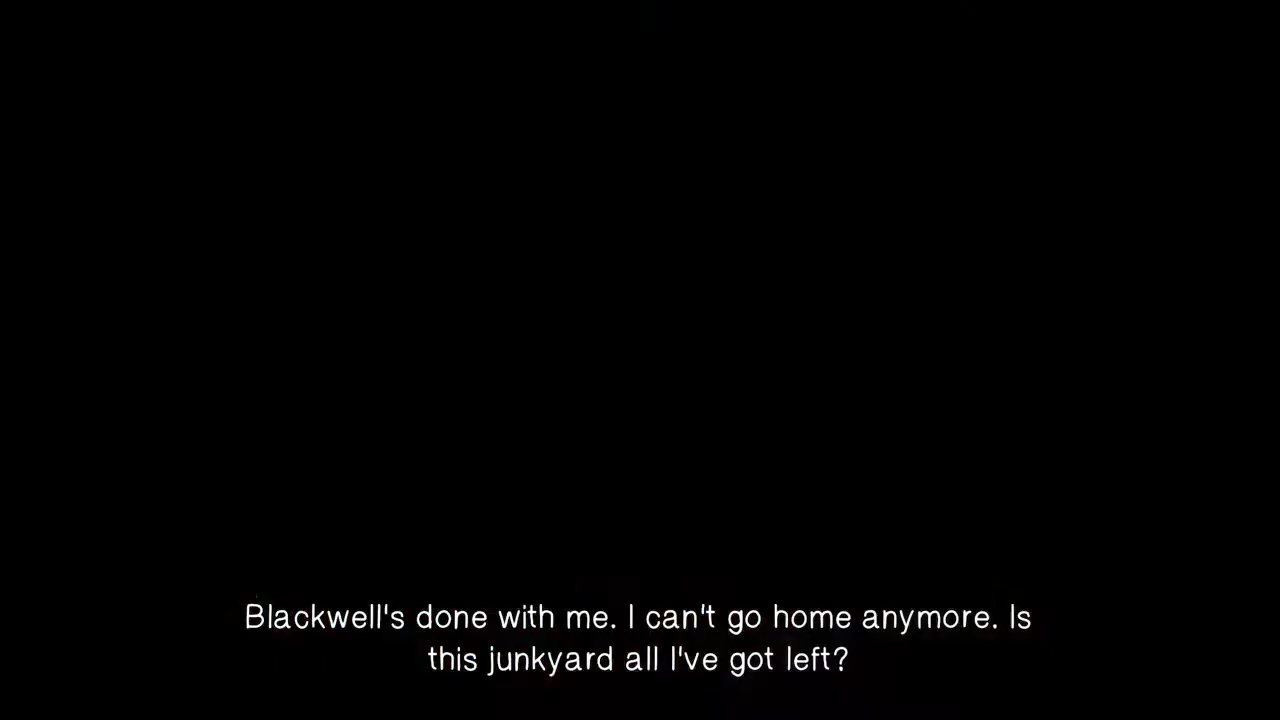 Blackwell's done with me. I can't go home anymore. Is
this junkyard all I've got left?